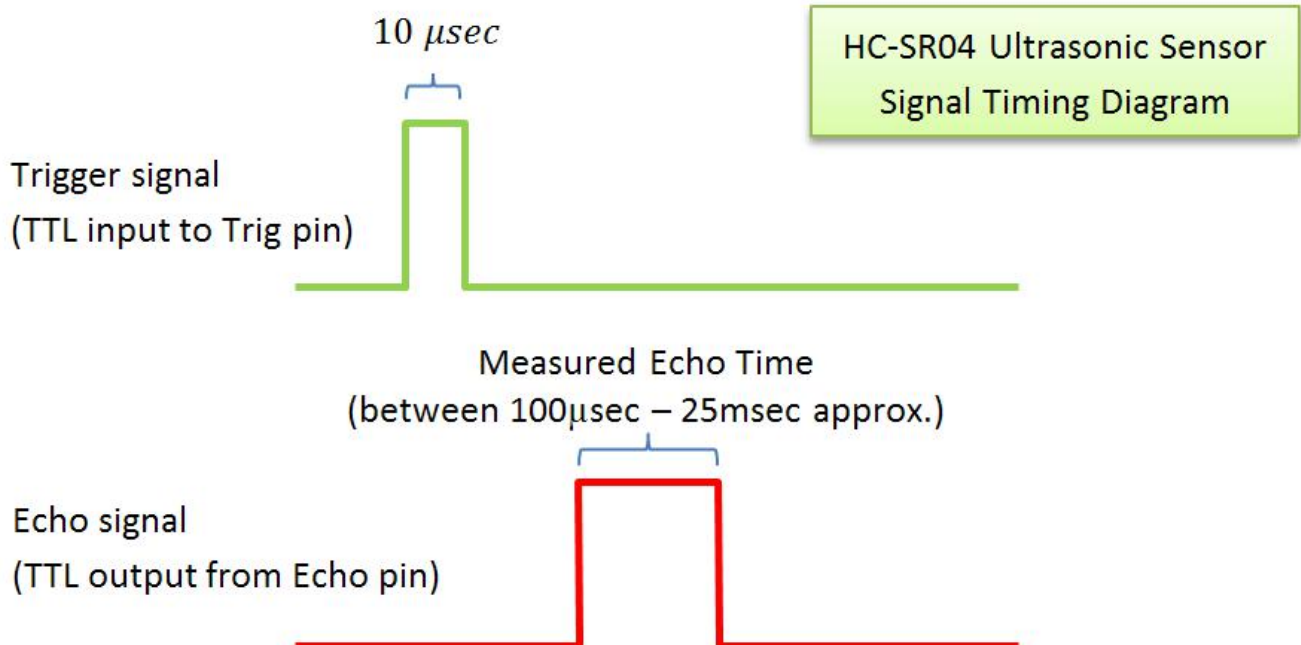 10 μsec
HC-SR04 Ultrasonic Sensor
Signal Timing Diagram
Trigger signal
(TTL input to Trig pin)
Measured Echo Time
(between 100μsec – 25msec approx.)
Echo signal
(TTL output from Echo pin)